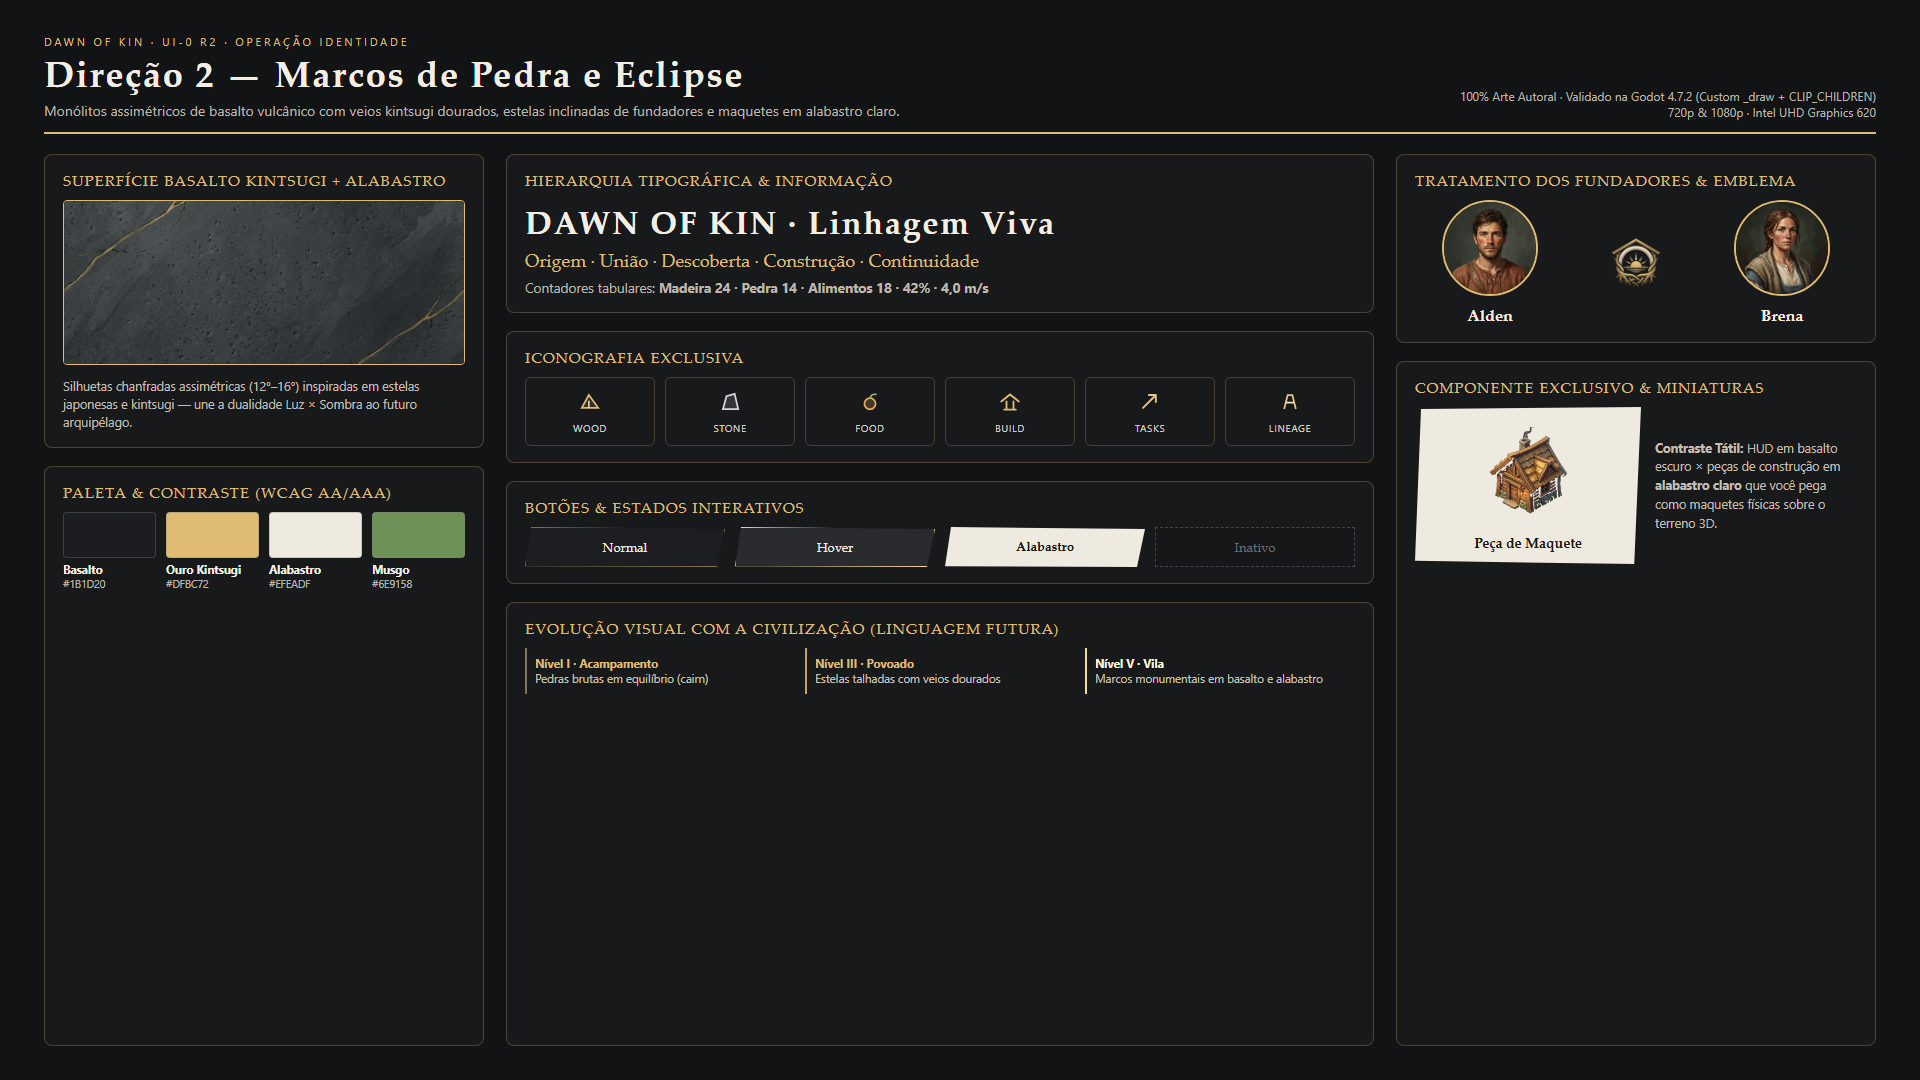 DAWN OF KIN · UI-0 R2 · OPERAÇÃO IDENTIDADE
Direção 2 — Marcos de Pedra e Eclipse
Monólitos assimétricos de basalto vulcânico com veios kintsugi dourados, estelas inclinadas de fundadores e maquetes em alabastro claro.
100% Arte Autoral · Validado na Godot 4.7.2 (Custom _draw + CLIP_CHILDREN)
720p & 1080p · Intel UHD Graphics 620
SUPERFÍCIE BASALTO KINTSUGI + ALABASTRO
Silhuetas chanfradas assimétricas (12°–16°) inspiradas em estelas
japonesas e kintsugi — une a dualidade Luz × Sombra ao futuro
arquipélago.
PALETA & CONTRASTE (WCAG AA/AAA)
Basalto
#1B1D20
Ouro Kintsugi
#DFBC72
Alabastro
#EFEADF
Musgo
#6E9158
HIERARQUIA TIPOGRÁFICA & INFORMAÇÃO
DAWN OF KIN · Linhagem Viva
Origem · União · Descoberta · Construção · Continuidade
Contadores tabulares: Madeira 24 · Pedra 14 · Alimentos 18 · 42% · 4,0 m/s
ICONOGRAFIA EXCLUSIVA
WOOD
STONE
FOOD
BUILD
TASKS
LINEAGE
BOTÕES & ESTADOS INTERATIVOS
Normal
Hover
Alabastro
Inativo
EVOLUÇÃO VISUAL COM A CIVILIZAÇÃO (LINGUAGEM FUTURA)
Nível I · Acampamento
Pedras brutas em equilíbrio (cairn)
Nível III · Povoado
Estelas talhadas com veios dourados
Nível V · Vila
Marcos monumentais em basalto e alabastro
TRATAMENTO DOS FUNDADORES & EMBLEMA
Alden
Brena
COMPONENTE EXCLUSIVO & MINIATURAS
Peça de Maquete
Contraste Tátil: HUD em basalto
escuro × peças de construção em
alabastro claro que você pega
como maquetes físicas sobre o
terreno 3D.